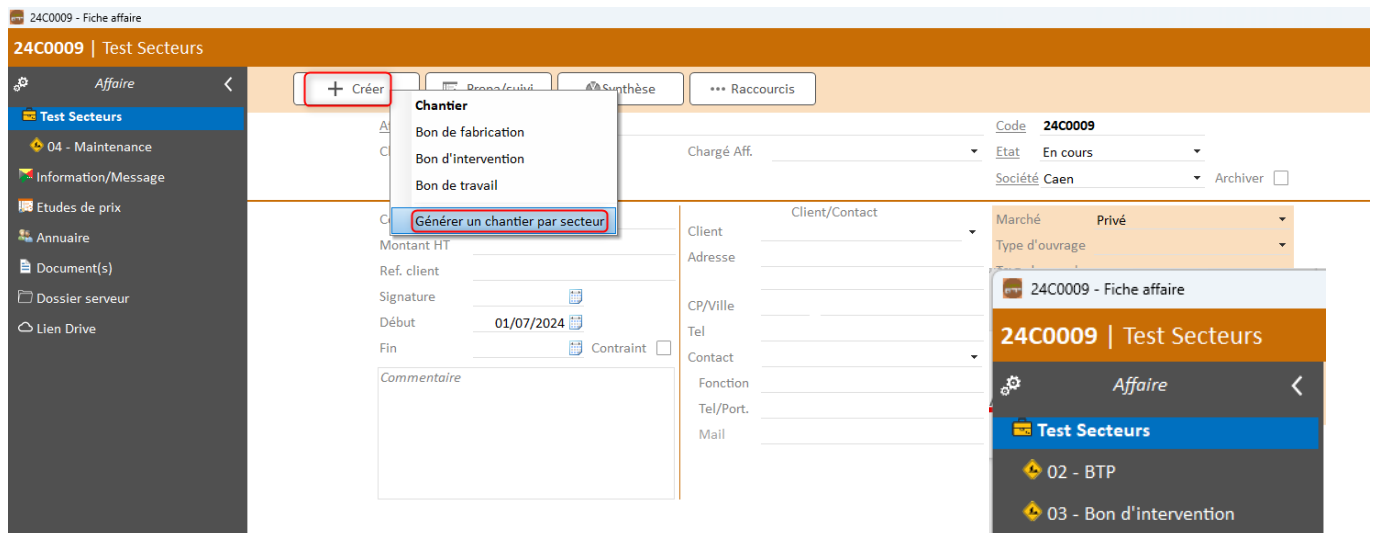 24C0009 - Fiche affaire
24C0009 | Test Secteurs
Affaire
Test Secteurs
04 - Maintenance
Information/Message
Etudes de prix
Annuaire
Document(s)
Dossier serveur
Lien Drive
Créer
Synthèse
Raccourcis
Chantier
Bon de fabrication
Bon d'intervention
Bon de travail
Générer un chantier par secteur
Chargé Aff.
Code 24C0009
Etat En cours
Société Caen Archiver
Montant HT
Ref. client
Signature
Début 01/07/2024
Fin Contraint
Commentaire
Client/Contact
Client
Adresse
CP/Ville
Tel
Contact
Fonction
Tel/Port.
Mail
Marché Privé
Type d'ouvrage
24C0009 - Fiche affaire
24C0009 | Test Secteurs
Affaire
Test Secteurs
02 - BTP
03 - Bon d'intervention